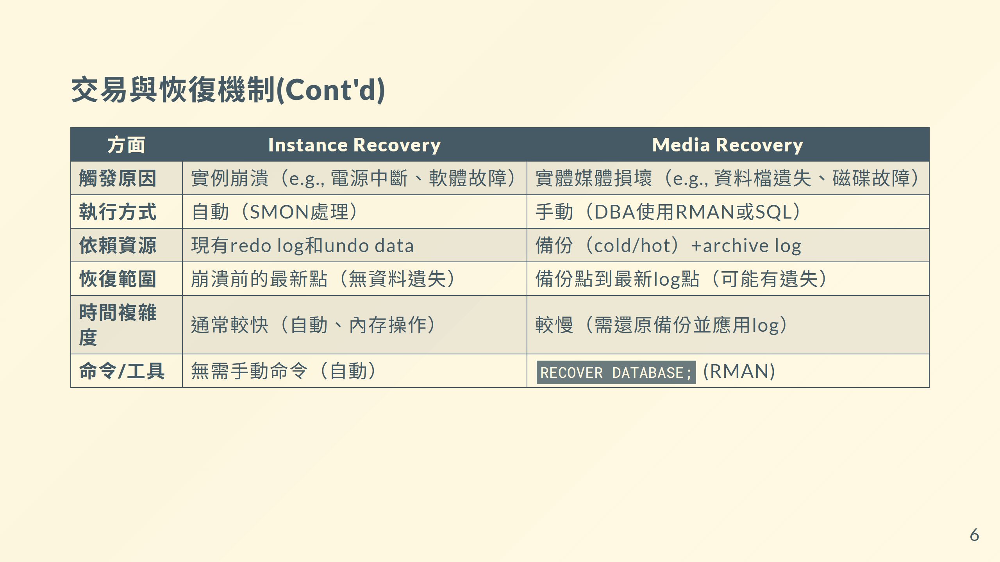 交易與恢復機制(Cont'd)
方面 Instance Recovery Media Recovery
觸發原因 實例崩潰（e.g., 電源中斷、軟體故障） 實體媒體損壞（e.g., 資料檔遺失、磁碟故障）
執行方式 自動（SMON處理） 手動（DBA使用RMAN或SQL）
依賴資源 現有redo log和undo data 備份（cold/hot）+archive log
恢復範圍 崩潰前的最新點（無資料遺失） 備份點到最新log點（可能有遺失）
時間複雜
度 通常較快（自動、內存操作） 較慢（需還原備份並應用log）
命令/工具 無需手動命令（自動） RECOVER DATABASE; (RMAN)
6